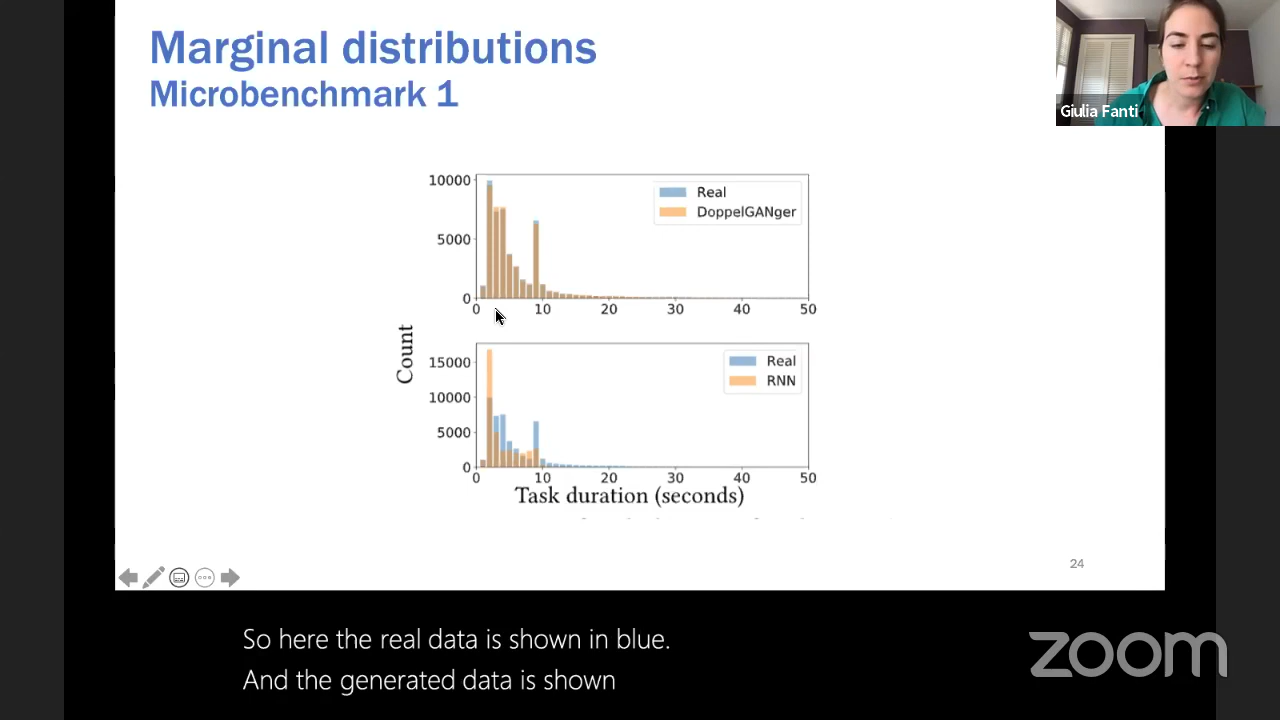 Marginal distributions
Microbenchmark 1
Giulia Fanti
10000
5000
0
Real
DoppelGANger
0 10 20 30 40 50
Count
15000
10000
5000
0
Real
RNN
0 10 20 30 40 50
Task duration (seconds)
24
So here the real data is shown in blue.
And the generated data is shown
zoom